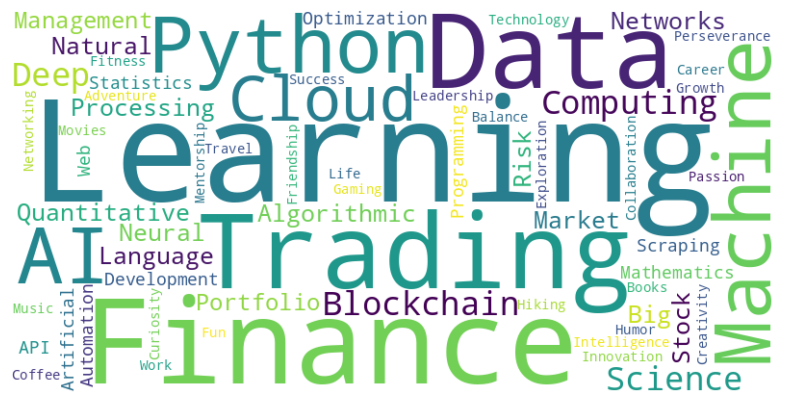 Management
Optimization
Technology
Networks
Natural
Python
Data
Perseverance
Fitness
Deep
Statistics
Success
Career
Adventure
Cloud
Leadership
Computing
Growth
Processing
Balance
Machine
Networking
Movies
Learning
Web
Mentorship
Travel
Friendship
Life
Gaming
Programming
Risk
Exploration
Collaboration
Passion
Quantitative
Algorithmic
Market
Neural
AI
Trading
Language
Scraping
Development
Mathematics
Books
Music
Artificial
Automation
Curiosity
Portfolio
Blockchain
Hiking
Big
Stock
Creativity
Fun
Finance
Humor
API
Intelligence
Innovation
Work
Coffee
Science